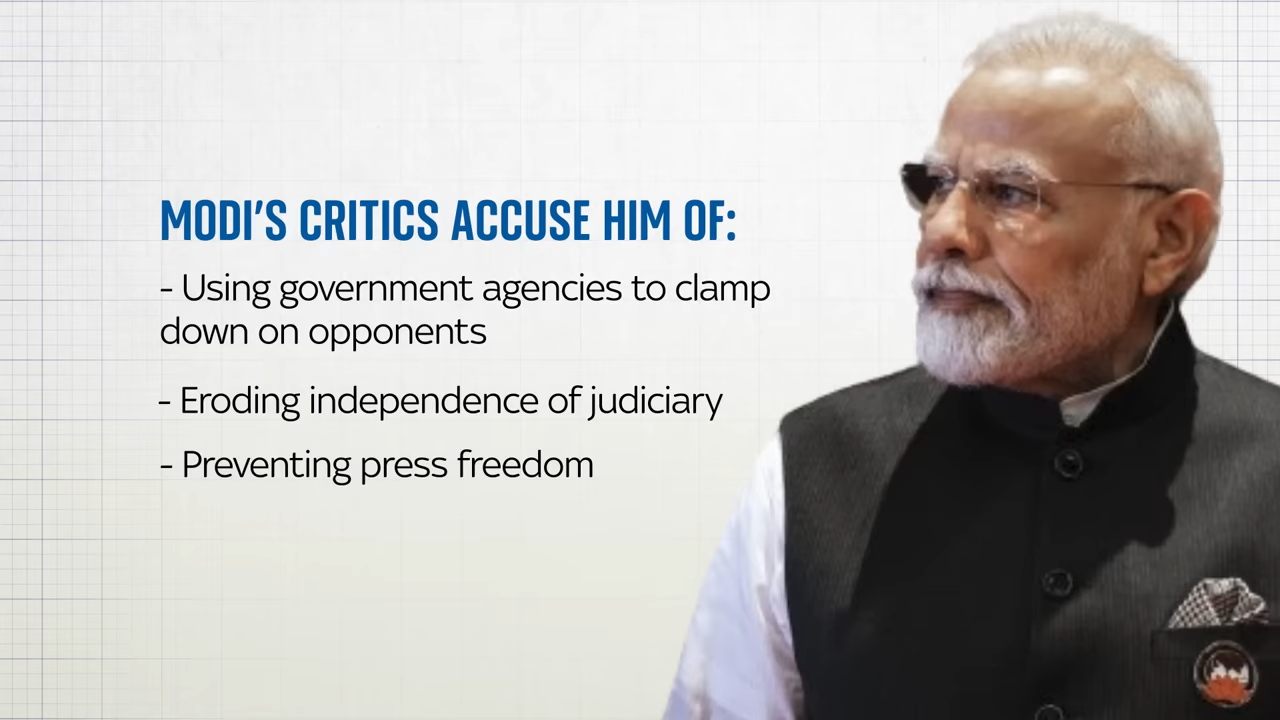 MODI'S CRITICS ACCUSE HIM OF:
- Using government agencies to clamp
down on opponents
- Eroding independence of judiciary
- Preventing press freedom